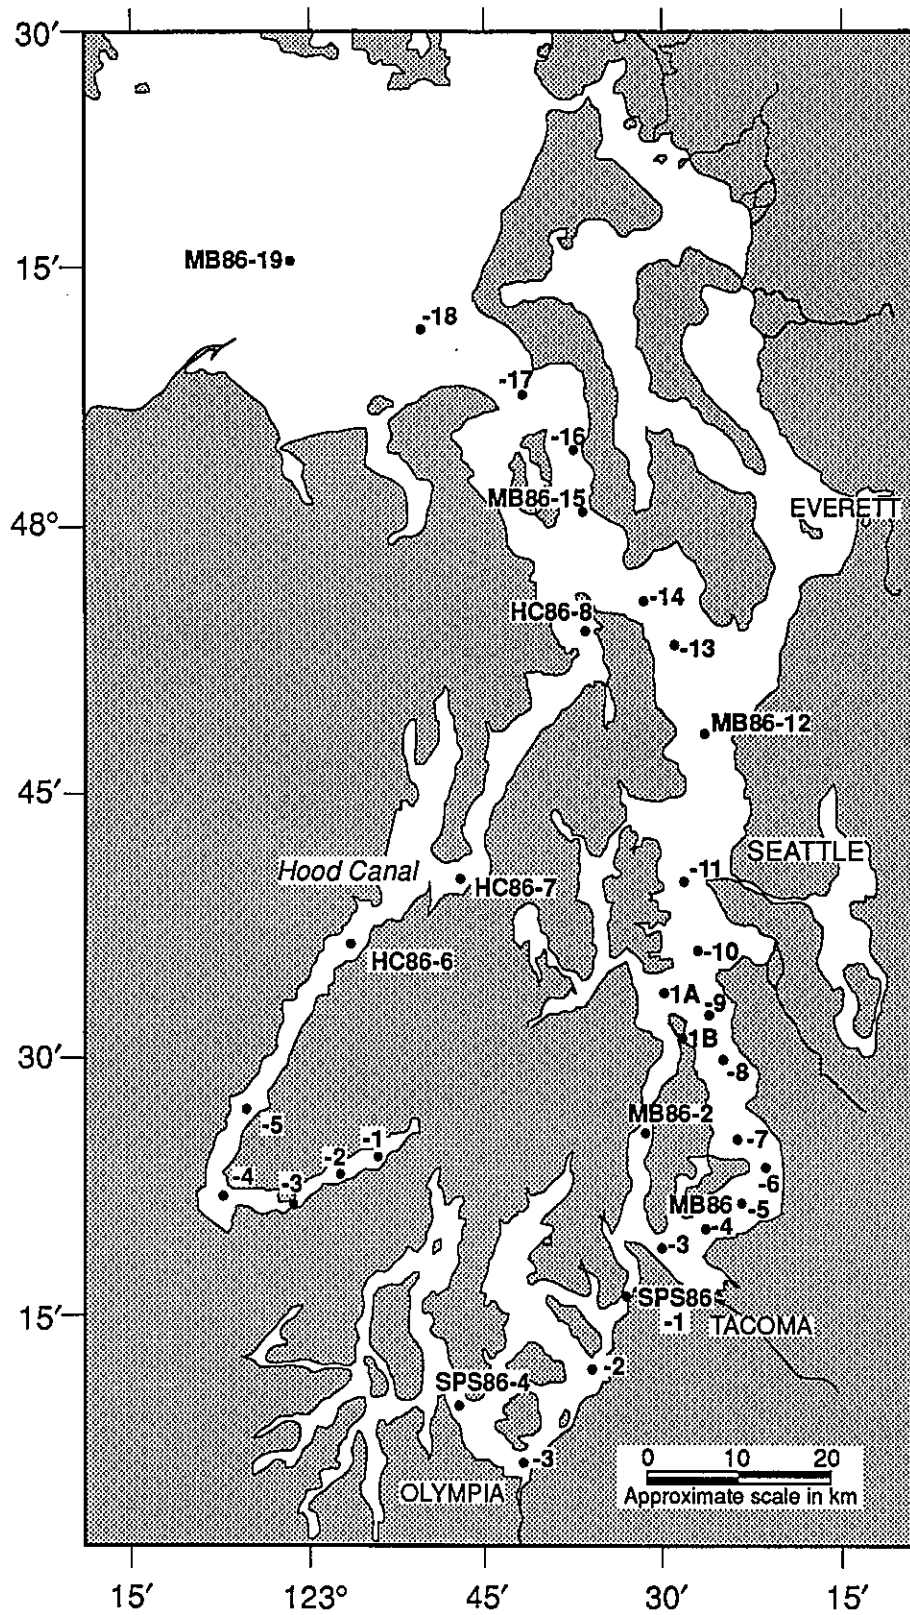 30′
MB86-19
15′
-18
-17
-16
MB86-15
EVERETT
48°
-14
HC86-8
-13
MB86-12
45′
SEATTLE
Hood Canal
-11
HC86-7
-10
HC86-6
1A
-9
1B
30′
-8
MB86-2
-5
-1
-7
-2
-4
-3
-6
MB86
-5
-4
-3
SPS86
-1
15′
TACOMA
-2
SPS86-4
-3
0 10 20
OLYMPIA
Approximate scale in km
15′ 123° 45′ 30′ 15′